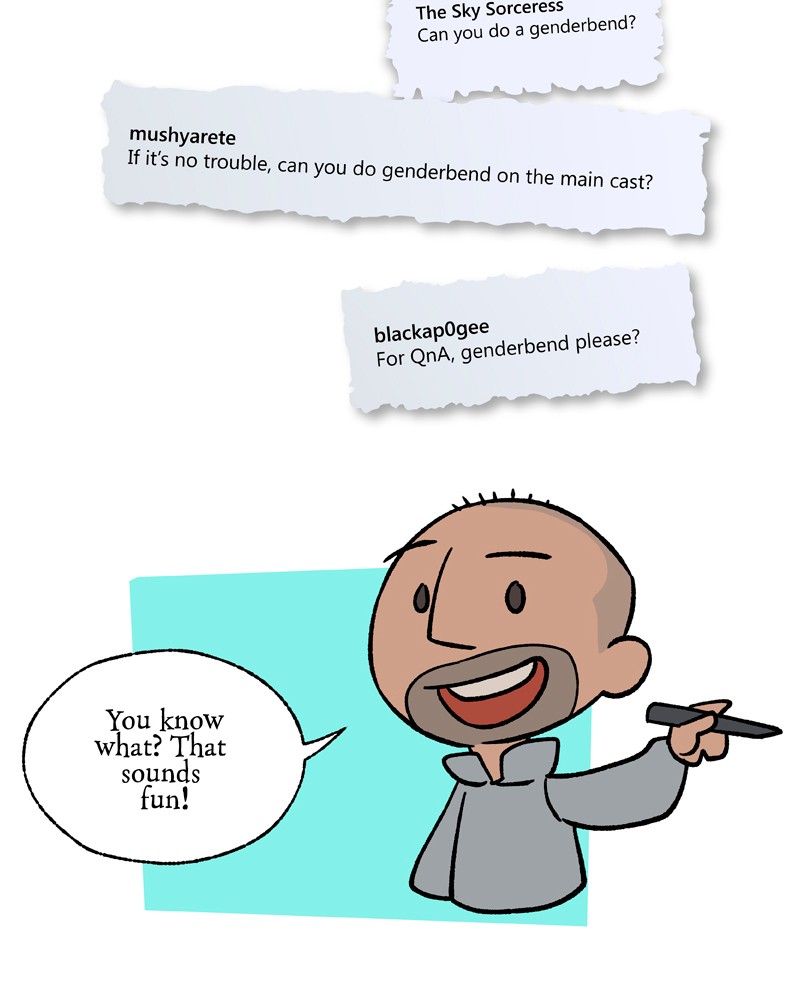 The Sky Sorceress
Can you do a genderbend?
mushyarete
If it's no trouble, can you do genderbend on the main cast?
blackap0gee
For QnA, genderbend please?
You know
what? That
sounds
fun!